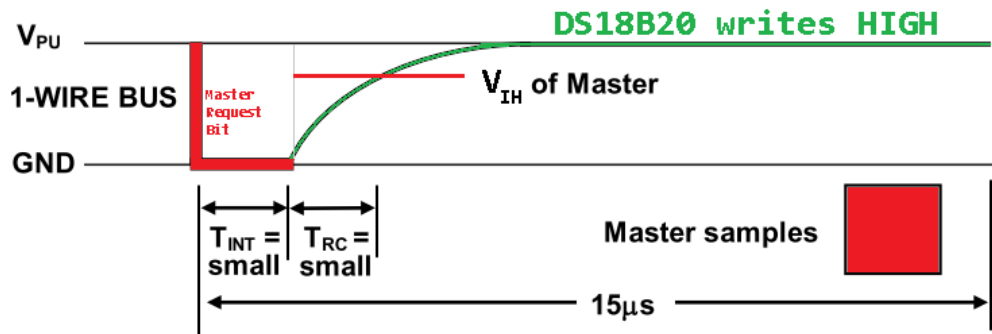 DS18B20 writes HIGH
VPU
1-WIRE BUS
Master
Request
Bit
VIH of Master
GND
TINT =
small
TRC =
small
Master samples
15μs